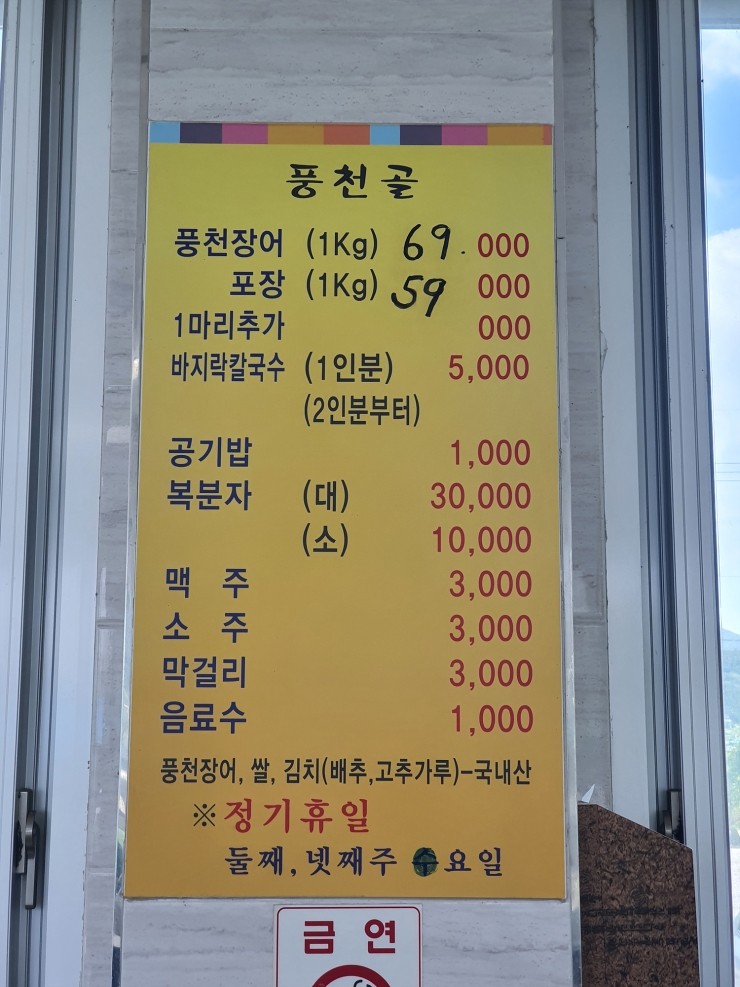 풍천골
풍천장어 (1Kg) 69.000
포장 (1Kg) 59 000
1마리추가 000
바지락칼국수 (1인분) 5,000
(2인분부터)
공기밥 1,000
복분자 (대) 30,000
(소) 10,000
맥 주 3,000
소 주 3,000
막걸리 3,000
음료수 1,000
풍천장어, 쌀, 김치(배추,고추가루)-국내산
※정기휴일
둘째,넷째주 수요일
금 연